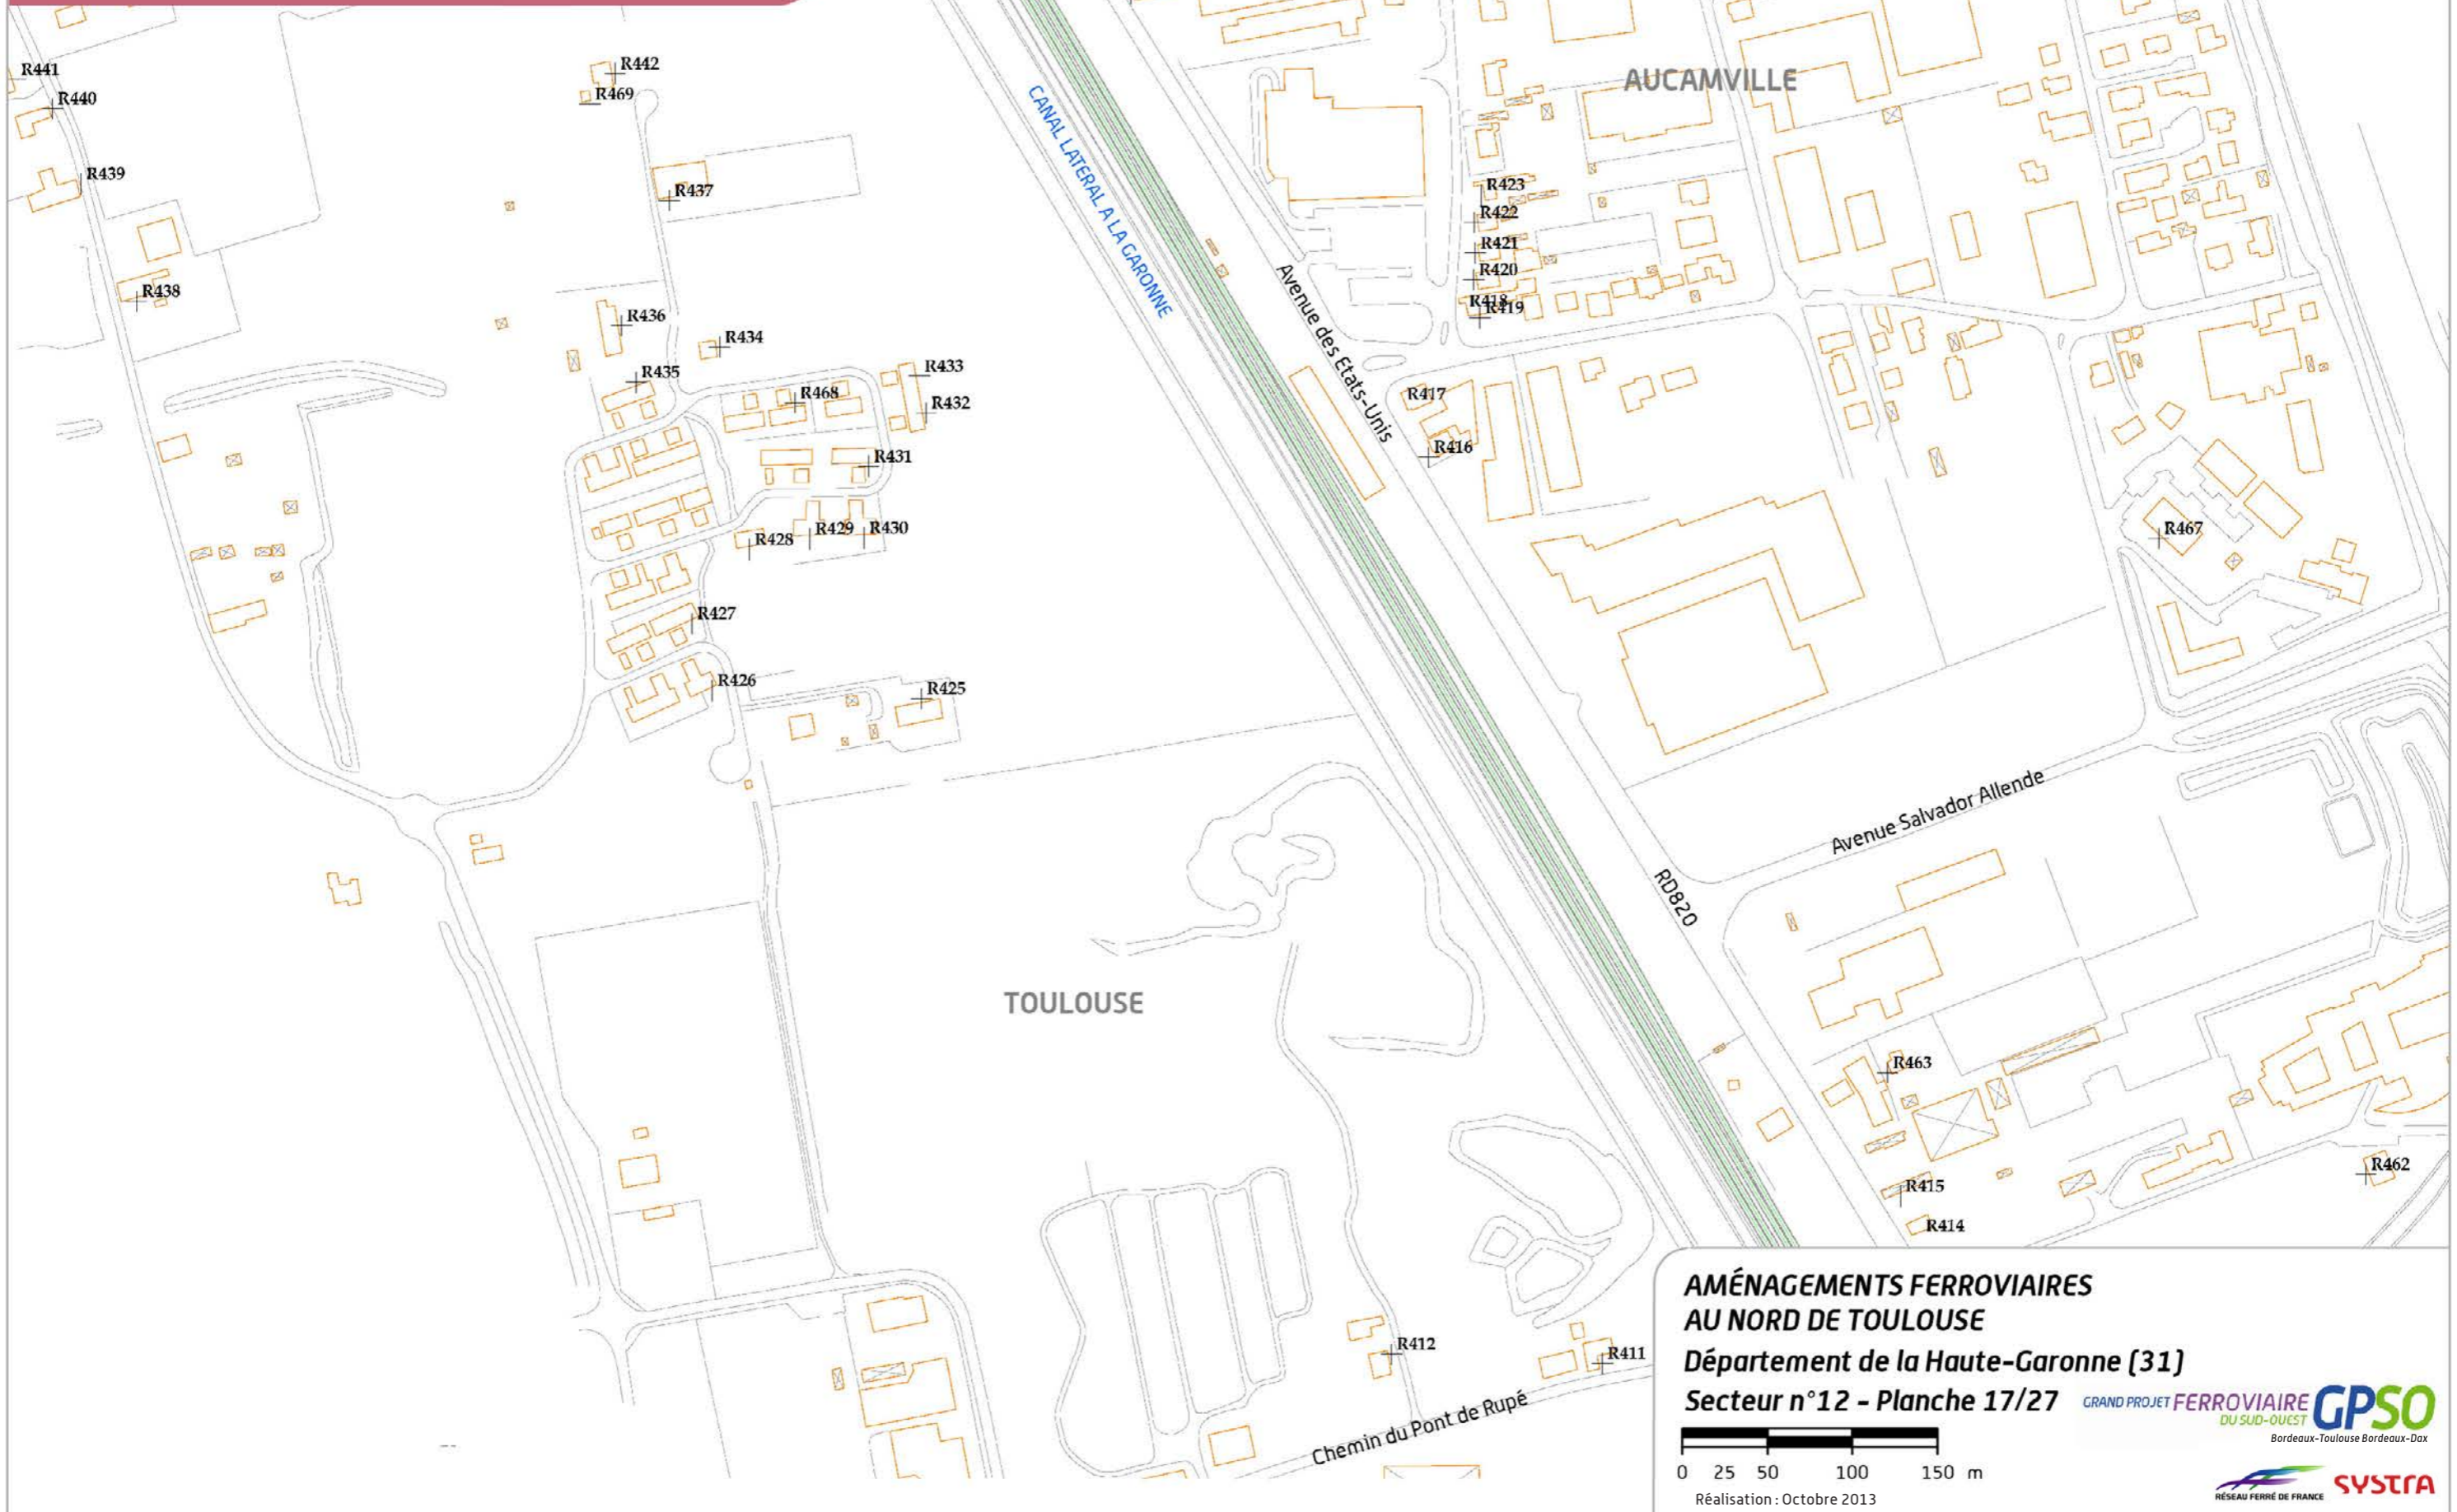 R441
R442
R440
R469
AUCAMVILLE
CANAL LATERAL A LA GARONNE
R439
R437
R423
R422
R421
R420
R438
R418
R419
Avenue des Etats-Unis
R436
R434
R435
R433
R468
R432
R417
R416
R431
R428
R429
R430
R467
R427
R426
R425
Avenue Salvador Allende
RD820
TOULOUSE
R463
R462
R415
R414
R412
R411
Chemin du Pont de Rupé
AMÉNAGEMENTS FERROVIAIRES
AU NORD DE TOULOUSE
Département de la Haute-Garonne (31)
Secteur n°12 - Planche 17/27
GRAND PROJET FERROVIAIRE
DU SUD-OUEST
GPSO
Bordeaux-Toulouse Bordeaux-Dax
0 25 50 100 150 m
Réalisation : Octobre 2013
RÉSEAU FERRÉ DE FRANCE
SYSTRA